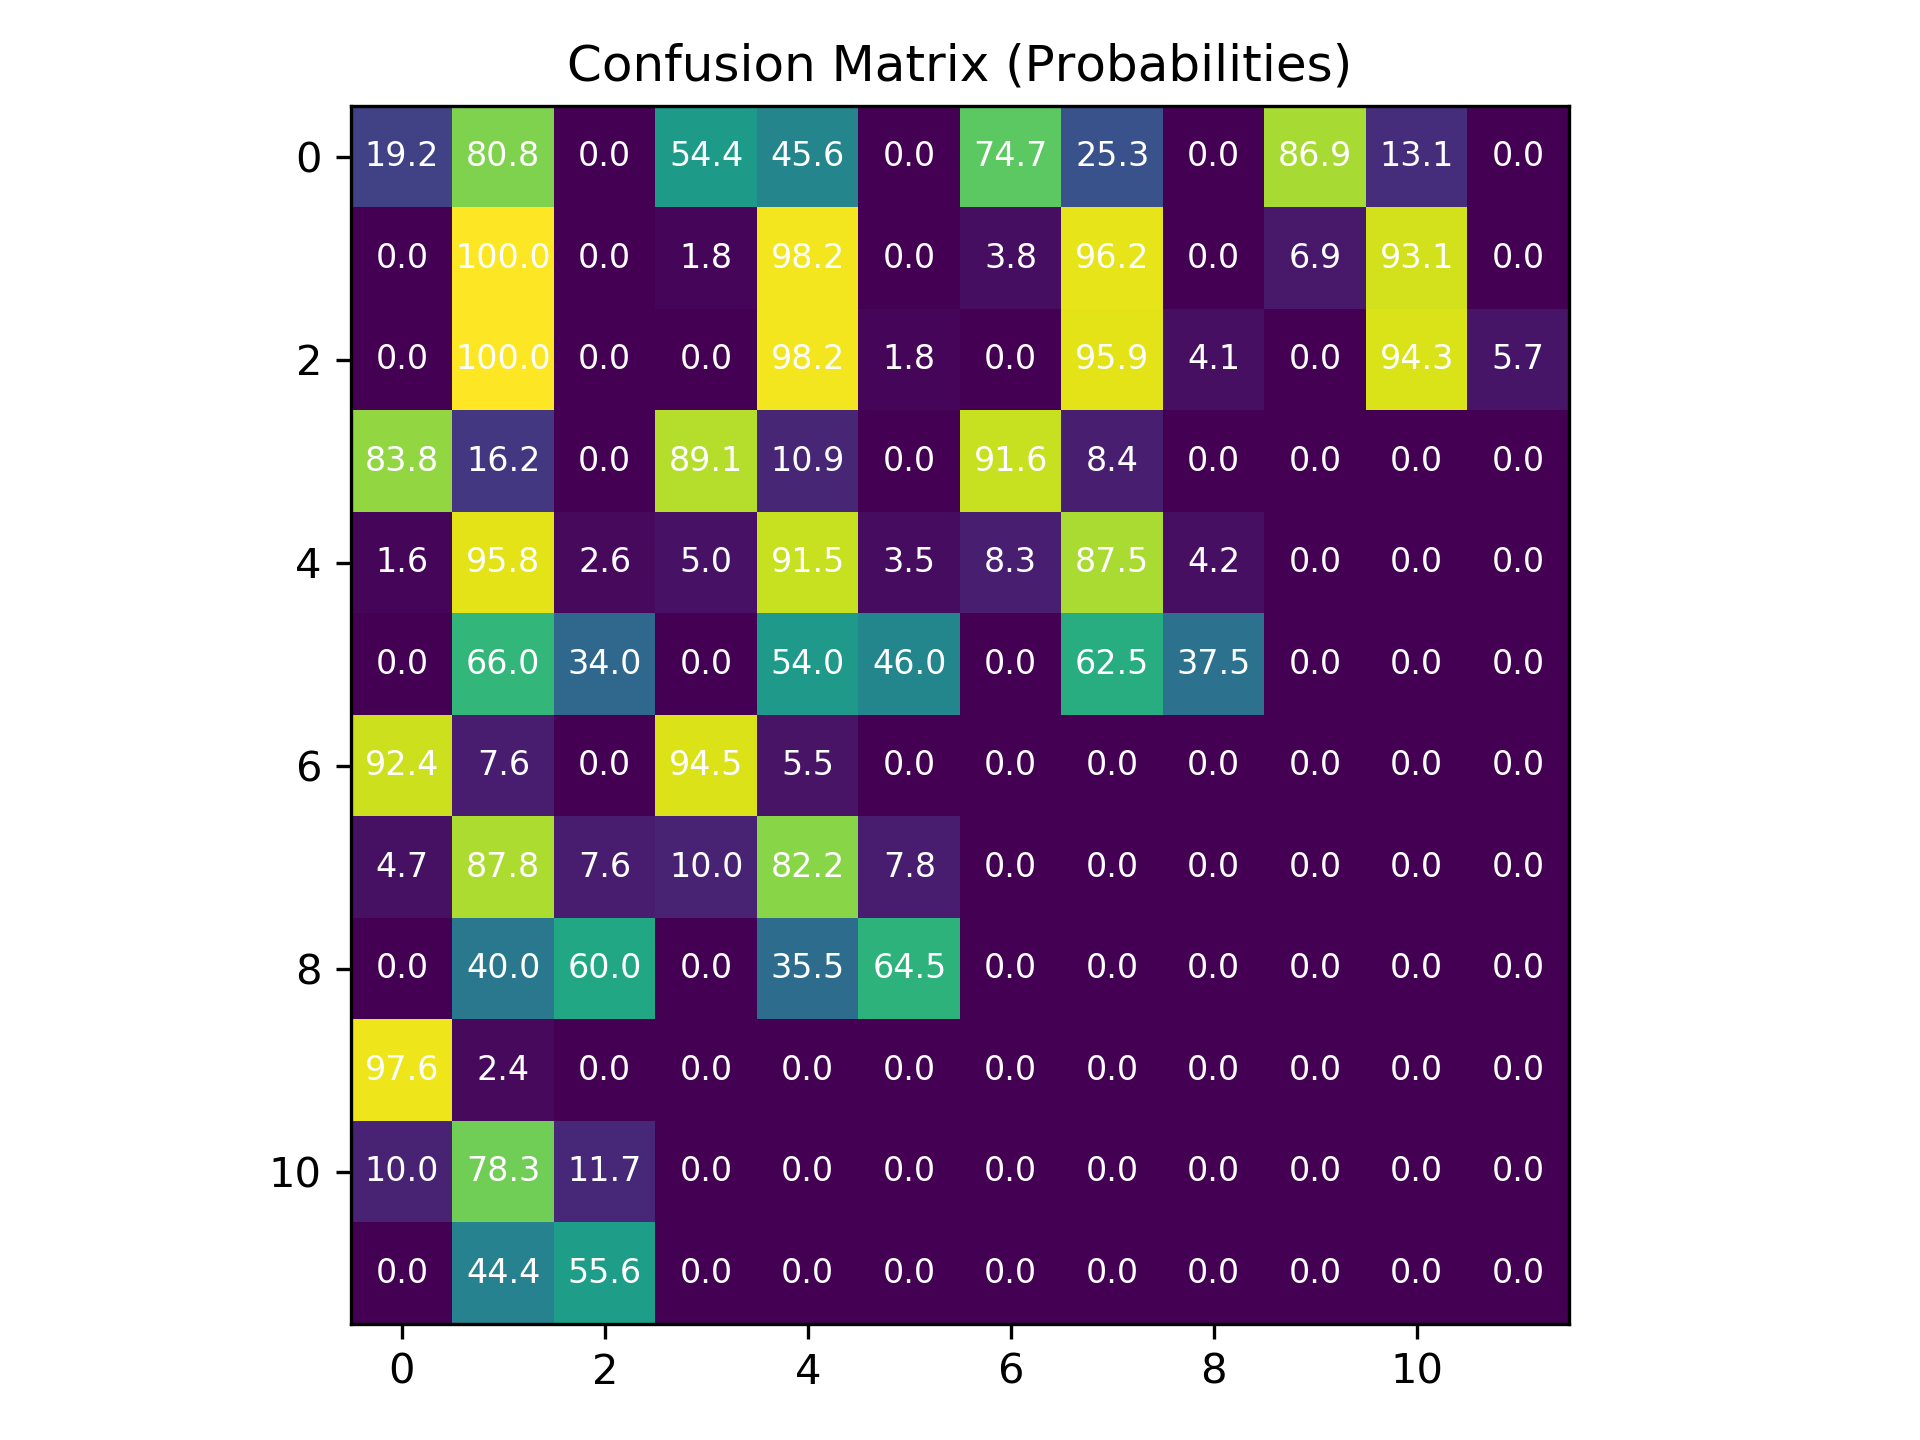 Confusion Matrix (Probabilities)
0 19.2 80.8 0.0 54.4 45.6 0.0 74.7 25.3 0.0 86.9 13.1 0.0
0.0 100.0 0.0 1.8 98.2 0.0 3.8 96.2 0.0 6.9 93.1 0.0
2 0.0 100.0 0.0 0.0 98.2 1.8 0.0 95.9 4.1 0.0 94.3 5.7
83.8 16.2 0.0 89.1 10.9 0.0 91.6 8.4 0.0 0.0 0.0 0.0
4 1.6 95.8 2.6 5.0 91.5 3.5 8.3 87.5 4.2 0.0 0.0 0.0
0.0 66.0 34.0 0.0 54.0 46.0 0.0 62.5 37.5 0.0 0.0 0.0
6 92.4 7.6 0.0 94.5 5.5 0.0 0.0 0.0 0.0 0.0 0.0 0.0
4.7 87.8 7.6 10.0 82.2 7.8 0.0 0.0 0.0 0.0 0.0 0.0
8 0.0 40.0 60.0 0.0 35.5 64.5 0.0 0.0 0.0 0.0 0.0 0.0
97.6 2.4 0.0 0.0 0.0 0.0 0.0 0.0 0.0 0.0 0.0 0.0
10 10.0 78.3 11.7 0.0 0.0 0.0 0.0 0.0 0.0 0.0 0.0 0.0
0.0 44.4 55.6 0.0 0.0 0.0 0.0 0.0 0.0 0.0 0.0 0.0
0 2 4 6 8 10